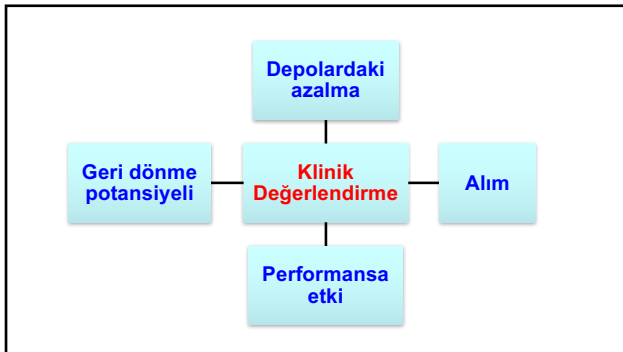 Depolardaki
azalma
Geri dönme
potansiyeli
Klinik
Değerlendirme
Alım
Performansa
etki